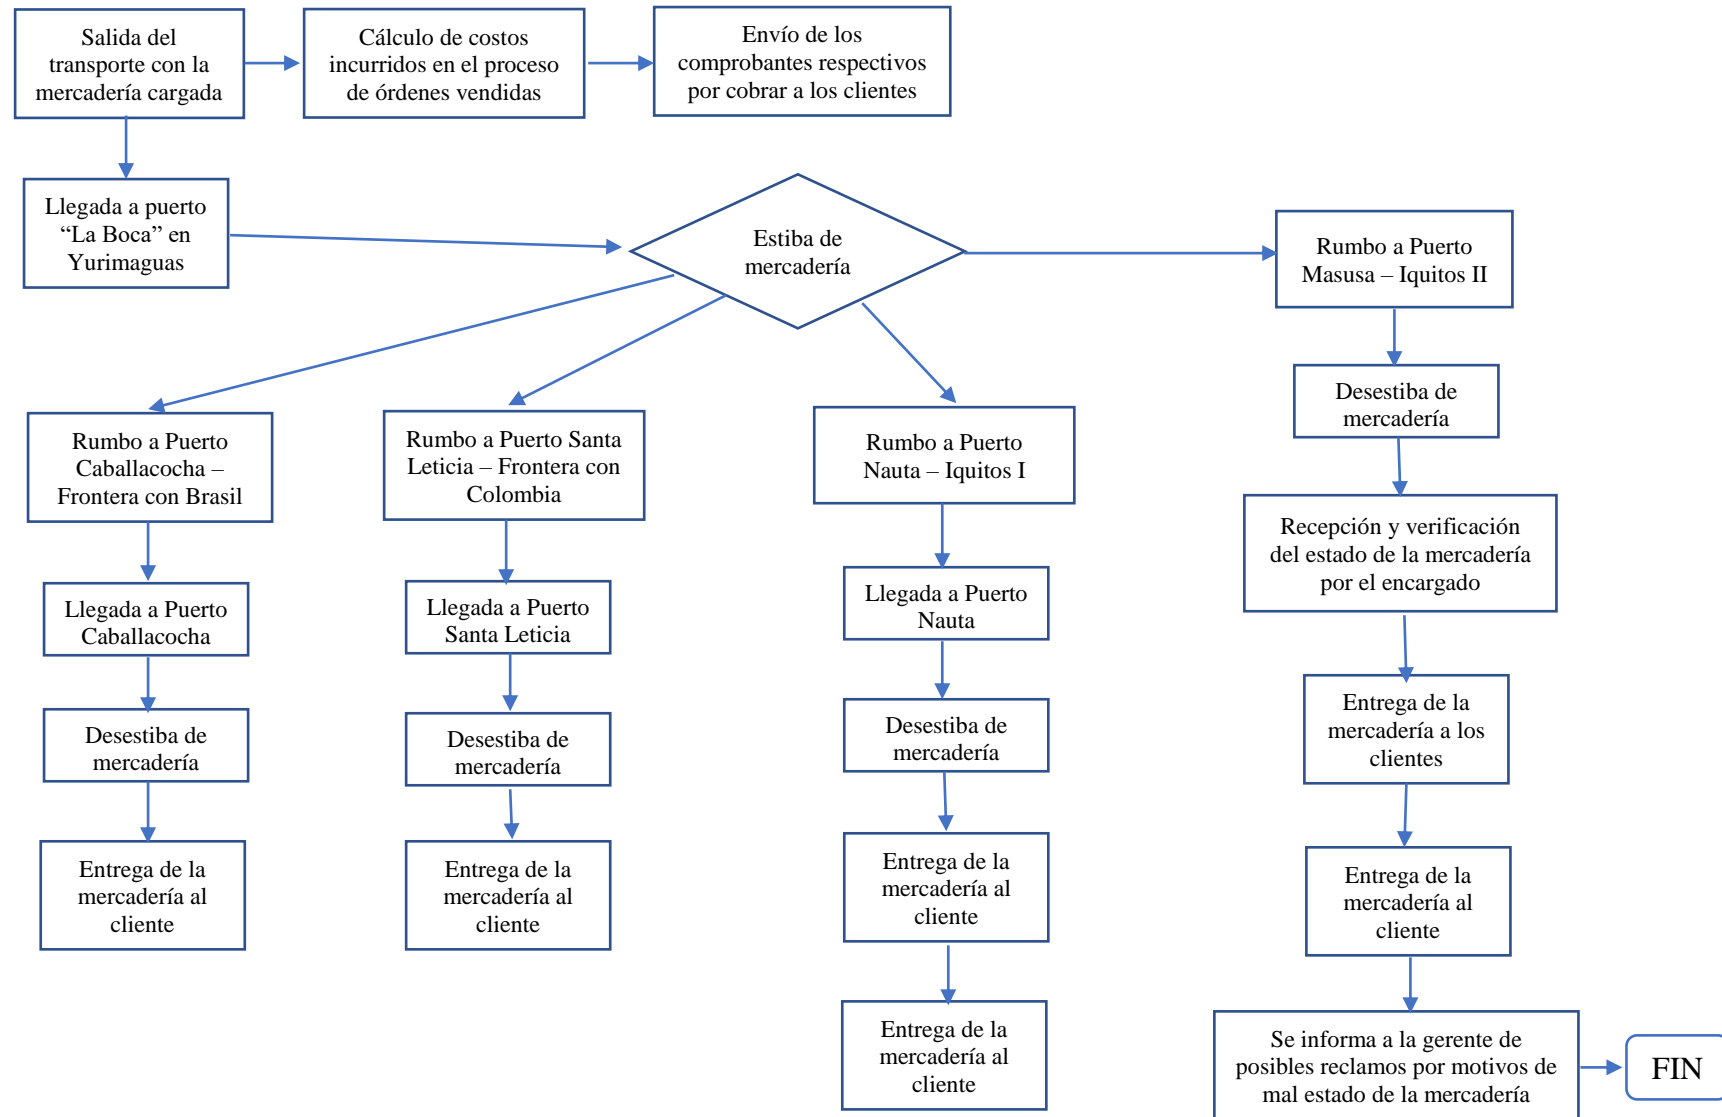 Salida del
transporte con la
mercadería cargada
Cálculo de costos
incurridos en el proceso
de órdenes vendidas
Envío de los
comprobantes respectivos
por cobrar a los clientes
Llegada a puerto
“La Boca” en
Yurimaguas
Estiba de
mercadería
Rumbo a Puerto
Masusa – Iquitos II
Desestiba de
mercadería
Rumbo a Puerto
Caballacocha –
Frontera con Brasil
Rumbo a Puerto Santa
Leticia – Frontera con
Colombia
Rumbo a Puerto
Nauta – Iquitos I
Recepción y verificación
del estado de la mercadería
por el encargado
Llegada a Puerto
Caballacocha
Llegada a Puerto
Santa Leticia
Llegada a Puerto
Nauta
Entrega de la
mercadería a los
clientes
Desestiba de
mercadería
Desestiba de
mercadería
Desestiba de
mercadería
Entrega de la
mercadería al
cliente
Entrega de la
mercadería al
cliente
Entrega de la
mercadería al
cliente
Entrega de la
mercadería al
cliente
Entrega de la
mercadería al
cliente
Se informa a la gerente de
posibles reclamos por motivos de
mal estado de la mercadería
FIN